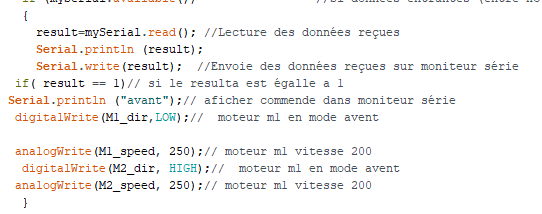 {
result=mySerial.read(); //Lecture des données reçues
Serial.println (result);
Serial.write(result);  //Envoie des données reçues sur moniteur série
if( result == 1)// si le resulta est égalle a 1
Serial.println ("avant");// aficher commende dans moniteur série
digitalWrite(M1_dir,LOW);//  moteur m1 en mode avent
analogWrite(M1_speed, 250);// moteur m1 vitesse 200
digitalWrite(M2_dir, HIGH);//  moteur m1 en mode avent
analogWrite(M2_speed, 250);// moteur m1 vitesse 200
}